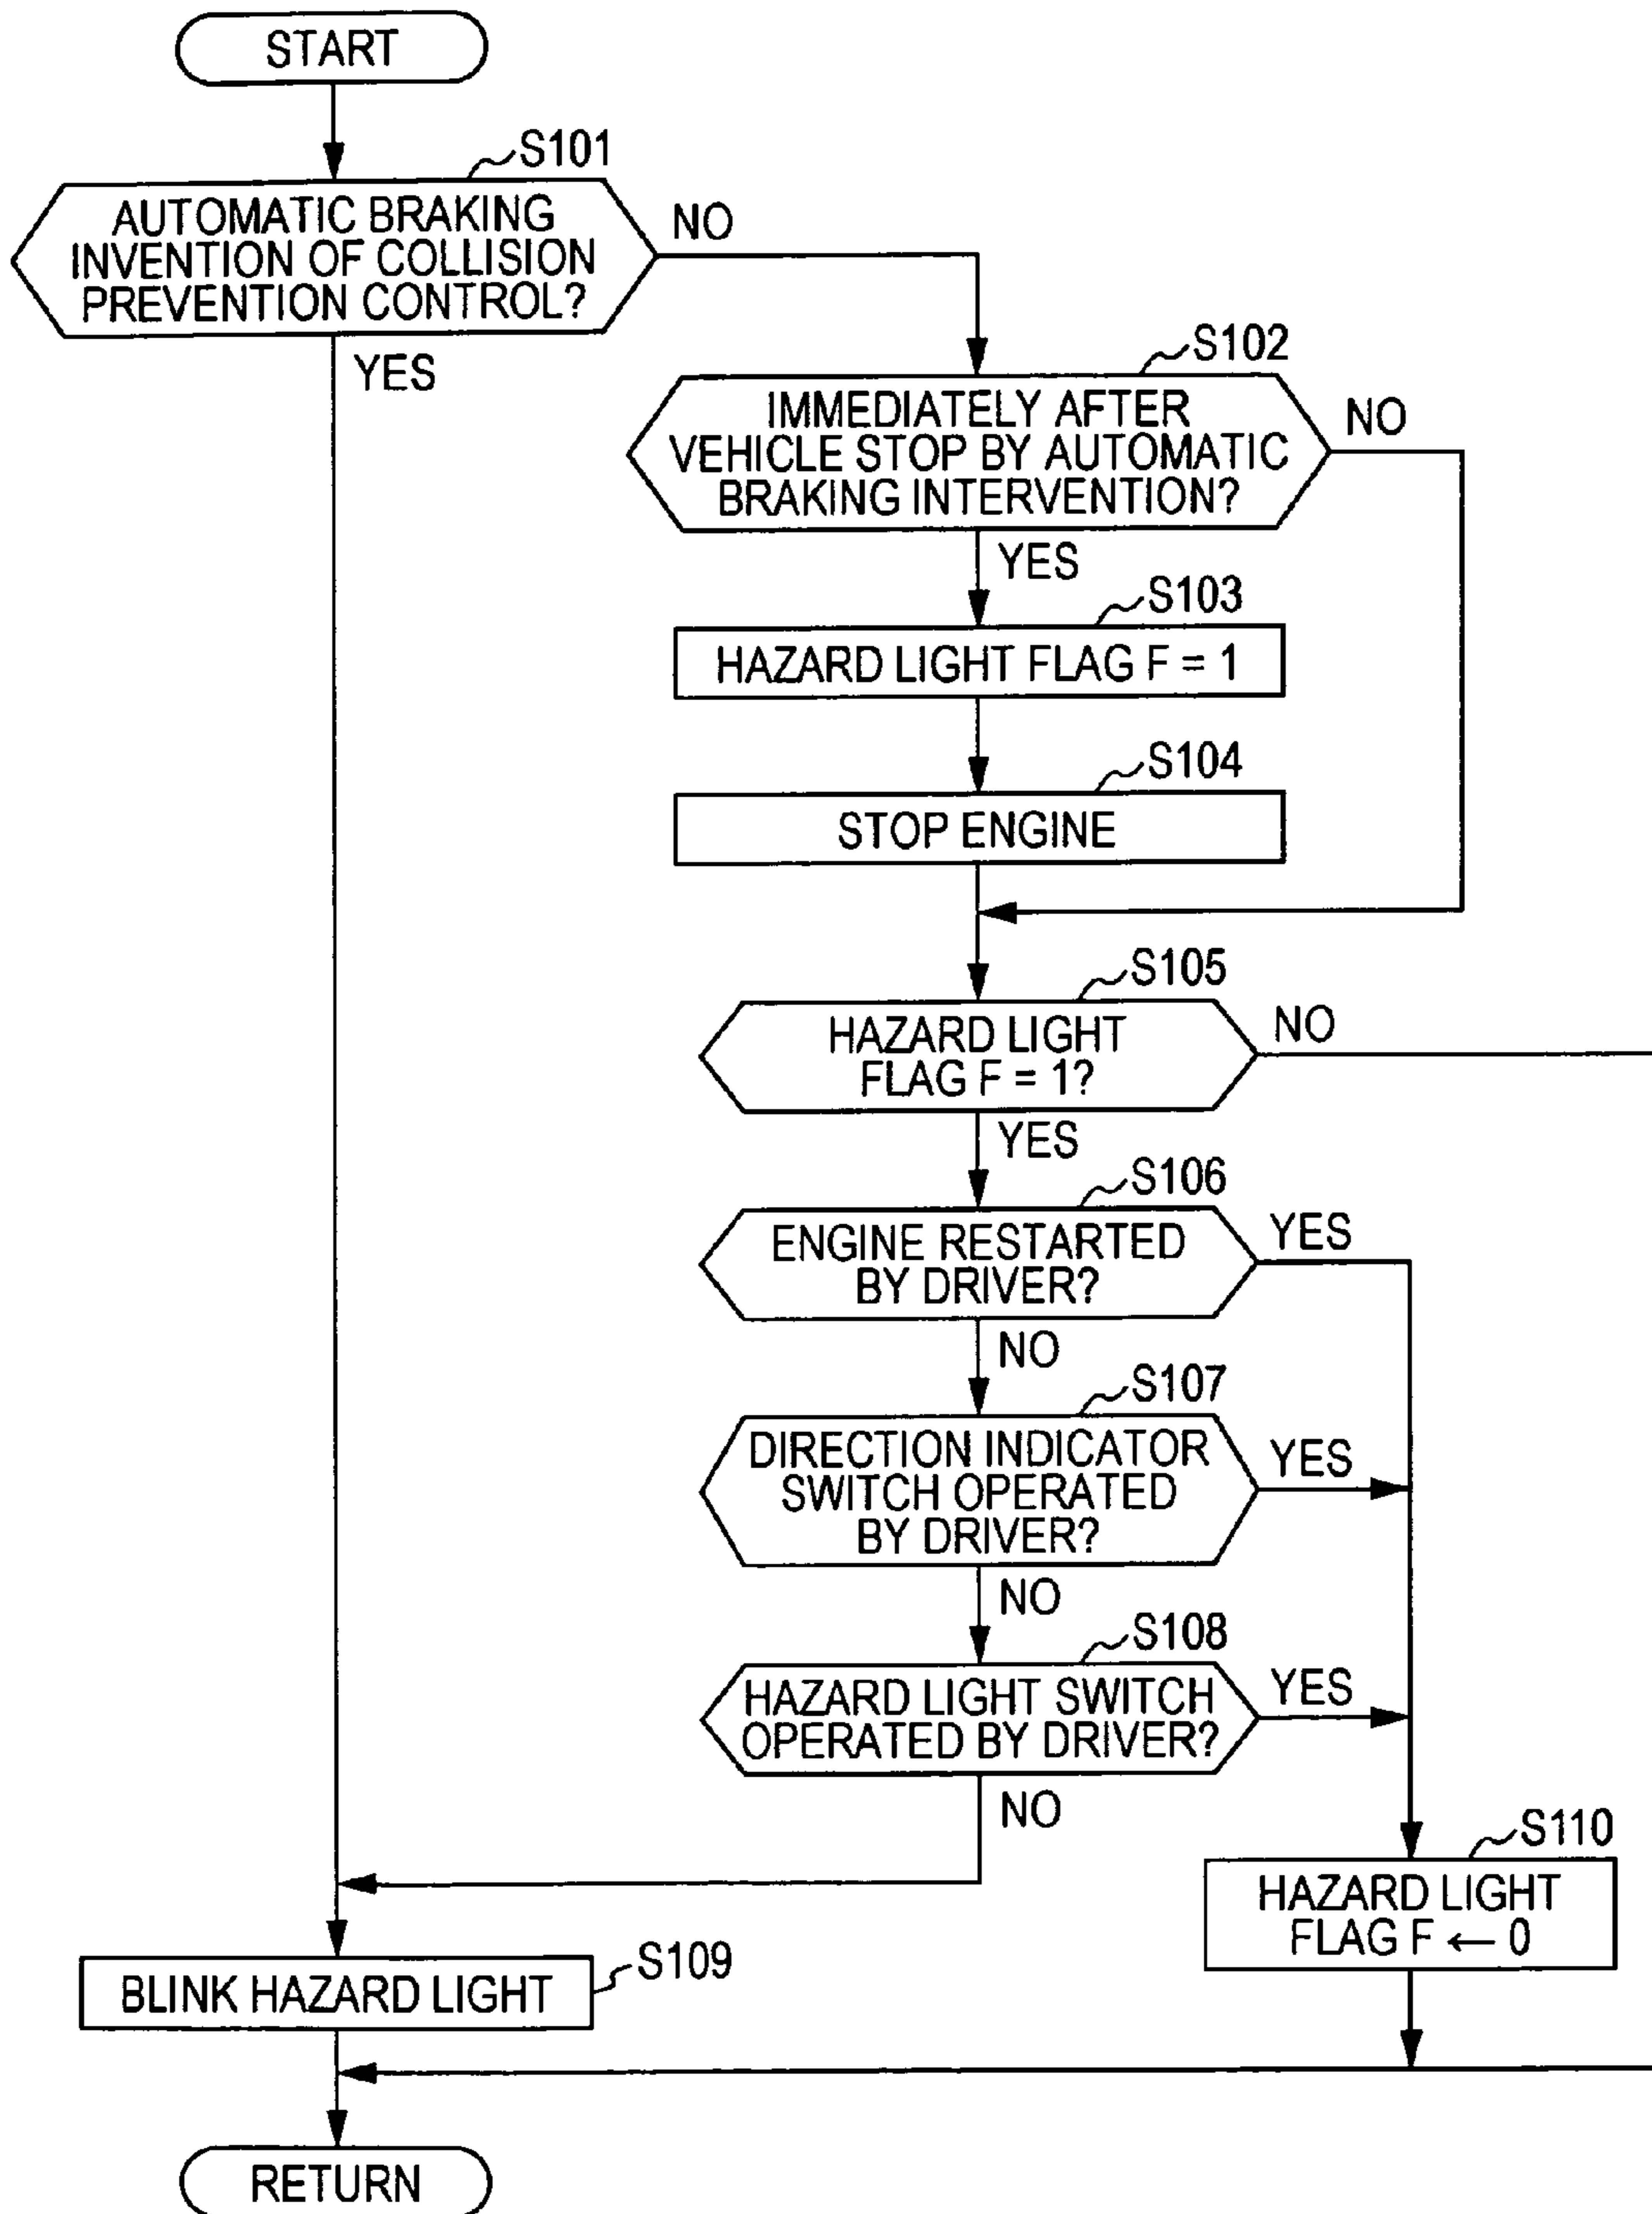 START
S101
AUTOMATIC BRAKING
INVENTION OF COLLISION
PREVENTION CONTROL?
NO
YES
S102
IMMEDIATELY AFTER
VEHICLE STOP BY AUTOMATIC
BRAKING INTERVENTION?
NO
YES
S103
HAZARD LIGHT FLAG F = 1
S104
STOP ENGINE
S105
HAZARD LIGHT
FLAG F = 1?
NO
YES
S106
ENGINE RESTARTED
BY DRIVER?
YES
NO
S107
DIRECTION INDICATOR
SWITCH OPERATED
BY DRIVER?
YES
NO
S108
HAZARD LIGHT SWITCH
OPERATED BY DRIVER?
YES
NO
S110
HAZARD LIGHT
FLAG F ← 0
S109
BLINK HAZARD LIGHT
RETURN